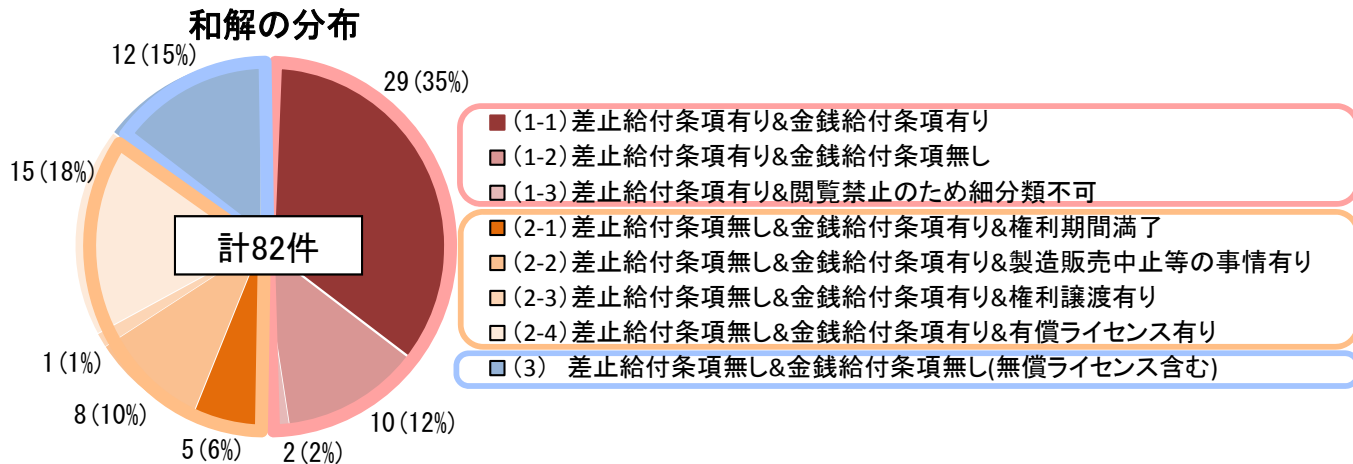 和解の分布
12(15%)
29(35%)
15(18%)
計82件
1(1%)
8(10%)
5(6%)
2(2%)
10(12%)
(1-1)差止給付条項有り&金銭給付条項有り
(1-2)差止給付条項有り&金銭給付条項無し
(1-3)差止給付条項有り&閲覧禁止のため細分類不可
(2-1)差止給付条項無し&金銭給付条項有り&権利期間満了
(2-2)差止給付条項無し&金銭給付条項有り&製造販売中止等の事情有り
(2-3)差止給付条項無し&金銭給付条項有り&権利譲渡有り
(2-4)差止給付条項無し&金銭給付条項有り&有償ライセンス有り
(3) 差止給付条項無し&金銭給付条項無し(無償ライセンス含む)